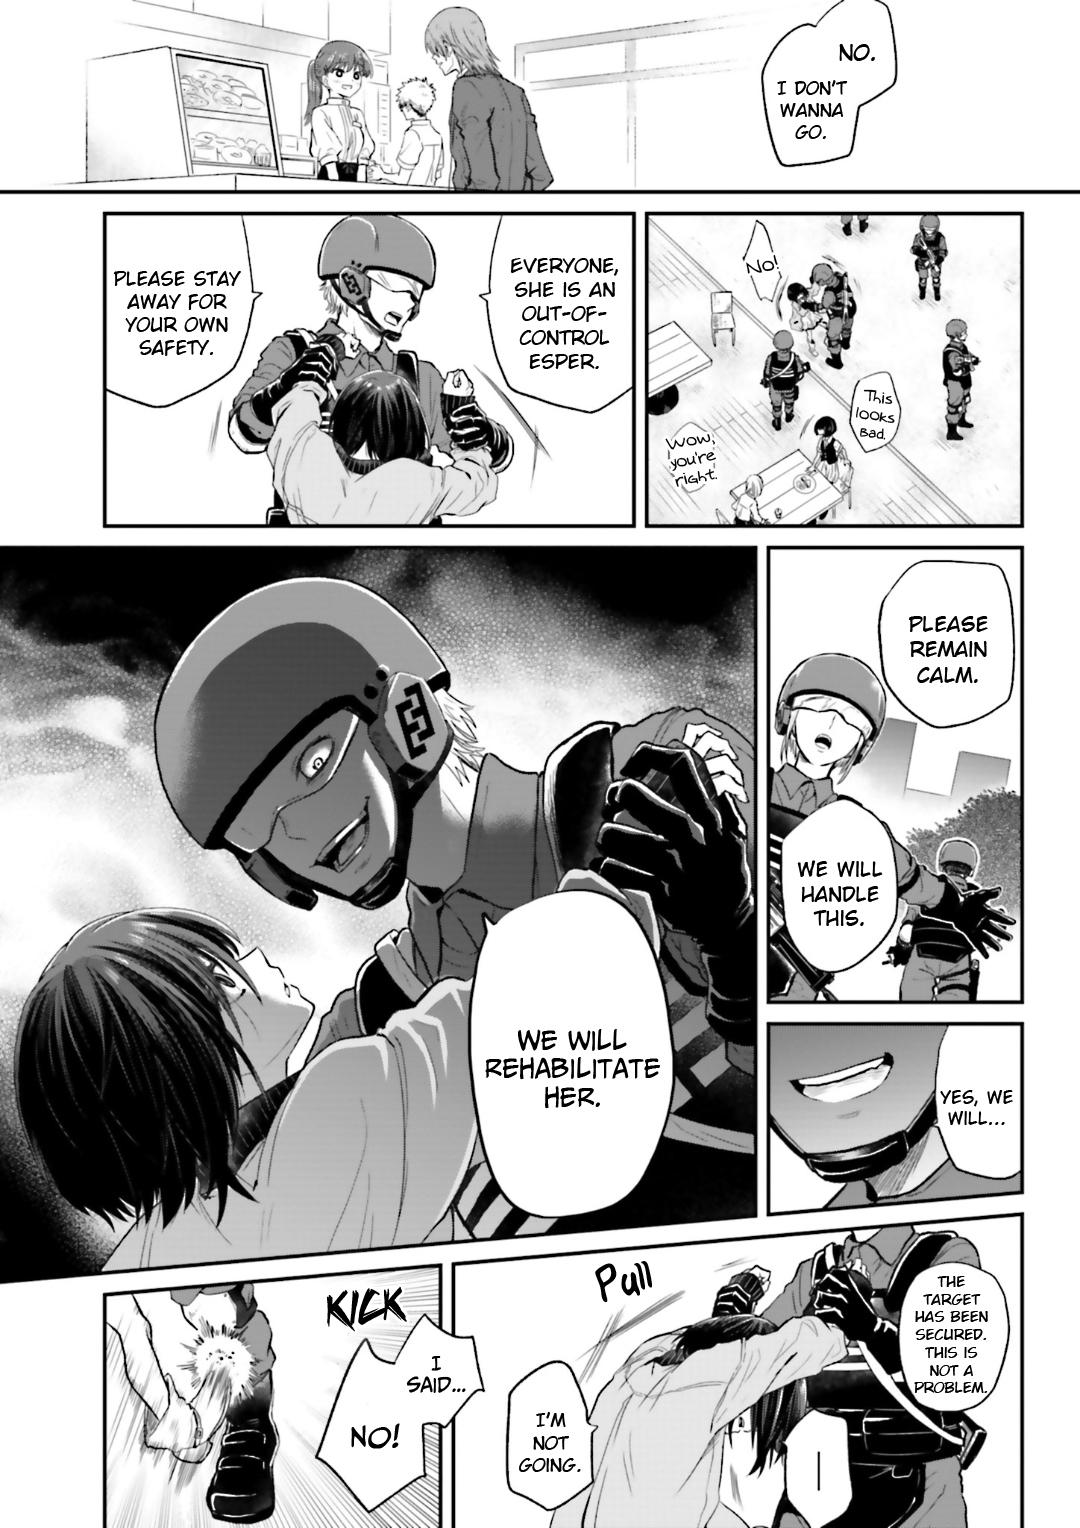 NO.
I DON'T
WANNA
GO.
No!
This
looks
Bad.
Wow,
you're
right.
EVERYONE,
SHE IS AN
OUT-OF-
CONTROL
ESPER.
PLEASE STAY
AWAY FOR
YOUR OWN
SAFETY.
PLEASE
REMAIN
CALM.
WE WILL
HANDLE
THIS.
YES, WE
WILL...
WE WILL
REHABILITATE
HER.
THE
TARGET
HAS BEEN
SECURED.
THIS IS
NOT A
PROBLEM.
Pull
I
I'M
NOT
GOING.
I
SAID...
NO!
KICK